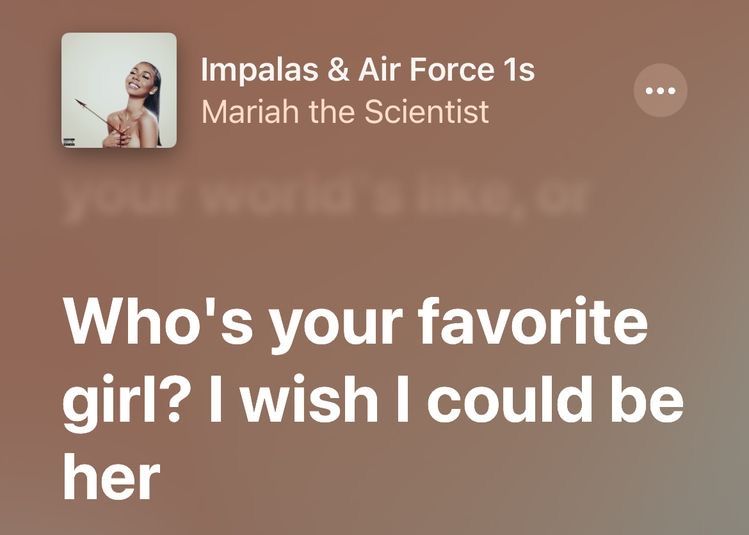 Impalas & Air Force 1s
Mariah the Scientist
your world's like, or
Who's your favorite
girl? I wish I could be
her